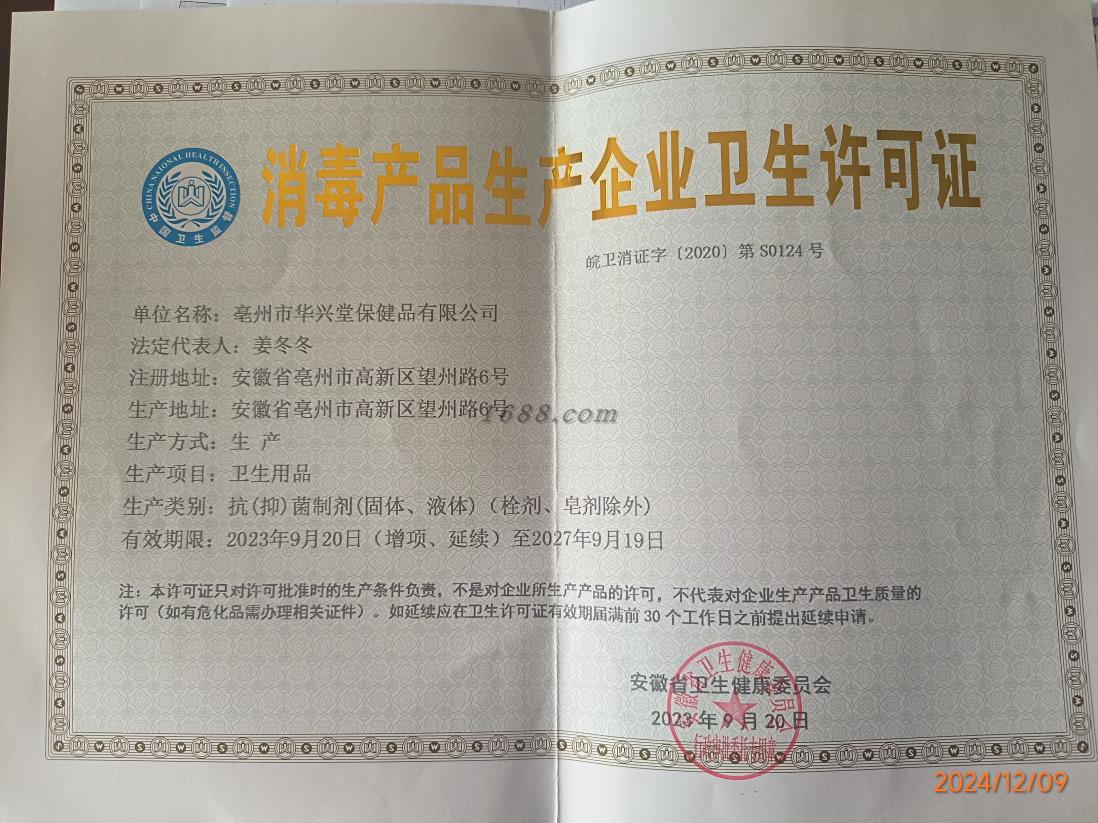 消毒产品生产企业卫生许可证
CHINA NAIONAL HEALTH INSECTION
中国卫生监督
皖卫消证字〔2020〕第S0124号
单位名称：亳州市华兴堂保健品有限公司
法定代表人：姜冬冬
注册地址：安徽省亳州市高新区望州路6号
生产地址：安徽省亳州市高新区望州路6号
1688.com
生产方式：生 产
生产项目：卫生用品
生产类别：抗(抑)菌制剂(固体、液体)（栓剂、皂剂除外)
有效期限：2023年9月20日（增项、延续）至2027年9月19日
注：本许可证只对许可批准时的生产条件负责，不是对企业所生产产品的许可，不代表对企业生产产品卫生质量的
许可（如有危化品需办理相关证件）。如延续应在卫生许可证有效期届满前30个工作日之前提出延续申请。
安徽省卫生健康委员会
2023年9月20日
安徽省卫生健康委员会
2024/12/09